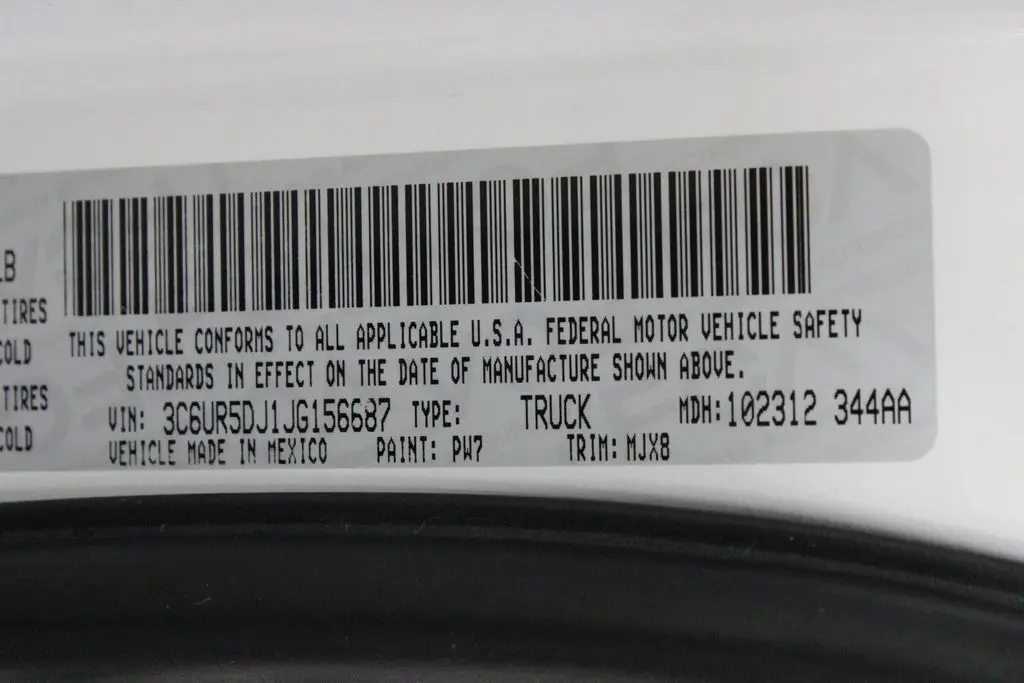 LB
TIRES
COLD
TIRES
COLD
THIS VEHICLE CONFORMS TO ALL APPLICABLE U.S.A. FEDERAL MOTOR VEHICLE SAFETY
STANDARDS IN EFFECT ON THE DATE OF MANUFACTURE SHOWN ABOVE.
VIN: 3C6UR5DJ1JG156687 TYPE: TRUCK MDH:102312 344AA
VEHICLE MADE IN MEXICO PAINT: PW7 TRIM: MJX8